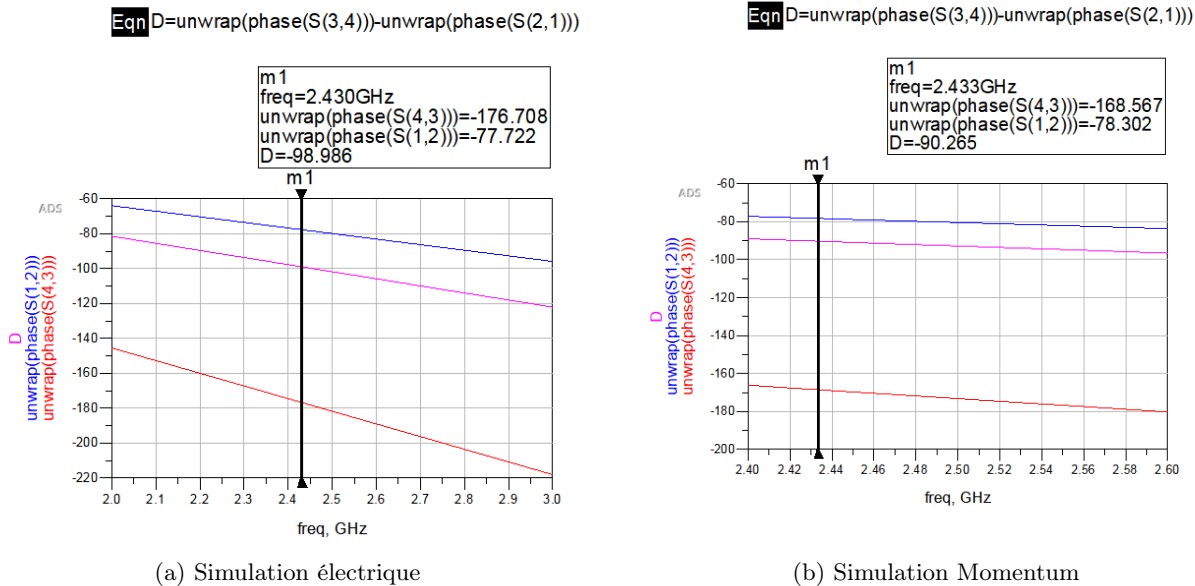 Eqn D=unwrap(phase(S(3,4)))-unwrap(phase(S(2,1)))
m1
freq=2.430GHz
unwrap(phase(S(4,3)))=-176.708
unwrap(phase(S(1,2)))=-77.722
D=-98.986
m1
ADS
-60
-80
-100
-120
-140
-160
-180
-200
-220
D
unwrap(phase(S(1,2)))
unwrap(phase(S(4,3)))
2.0 2.1 2.2 2.3 2.4 2.5 2.6 2.7 2.8 2.9 3.0
freq, GHz
(a) Simulation électrique
Eqn D=unwrap(phase(S(3,4)))-unwrap(phase(S(2,1)))
m1
freq=2.433GHz
unwrap(phase(S(4,3)))=-168.567
unwrap(phase(S(1,2)))=-78.302
D=-90.265
m1
ADS
-60
-80
-100
-120
-140
-160
-180
-200
D
unwrap(phase(S(1,2)))
unwrap(phase(S(4,3)))
2.40 2.42 2.44 2.46 2.48 2.50 2.52 2.54 2.56 2.58 2.60
freq, GHz
(b) Simulation Momentum